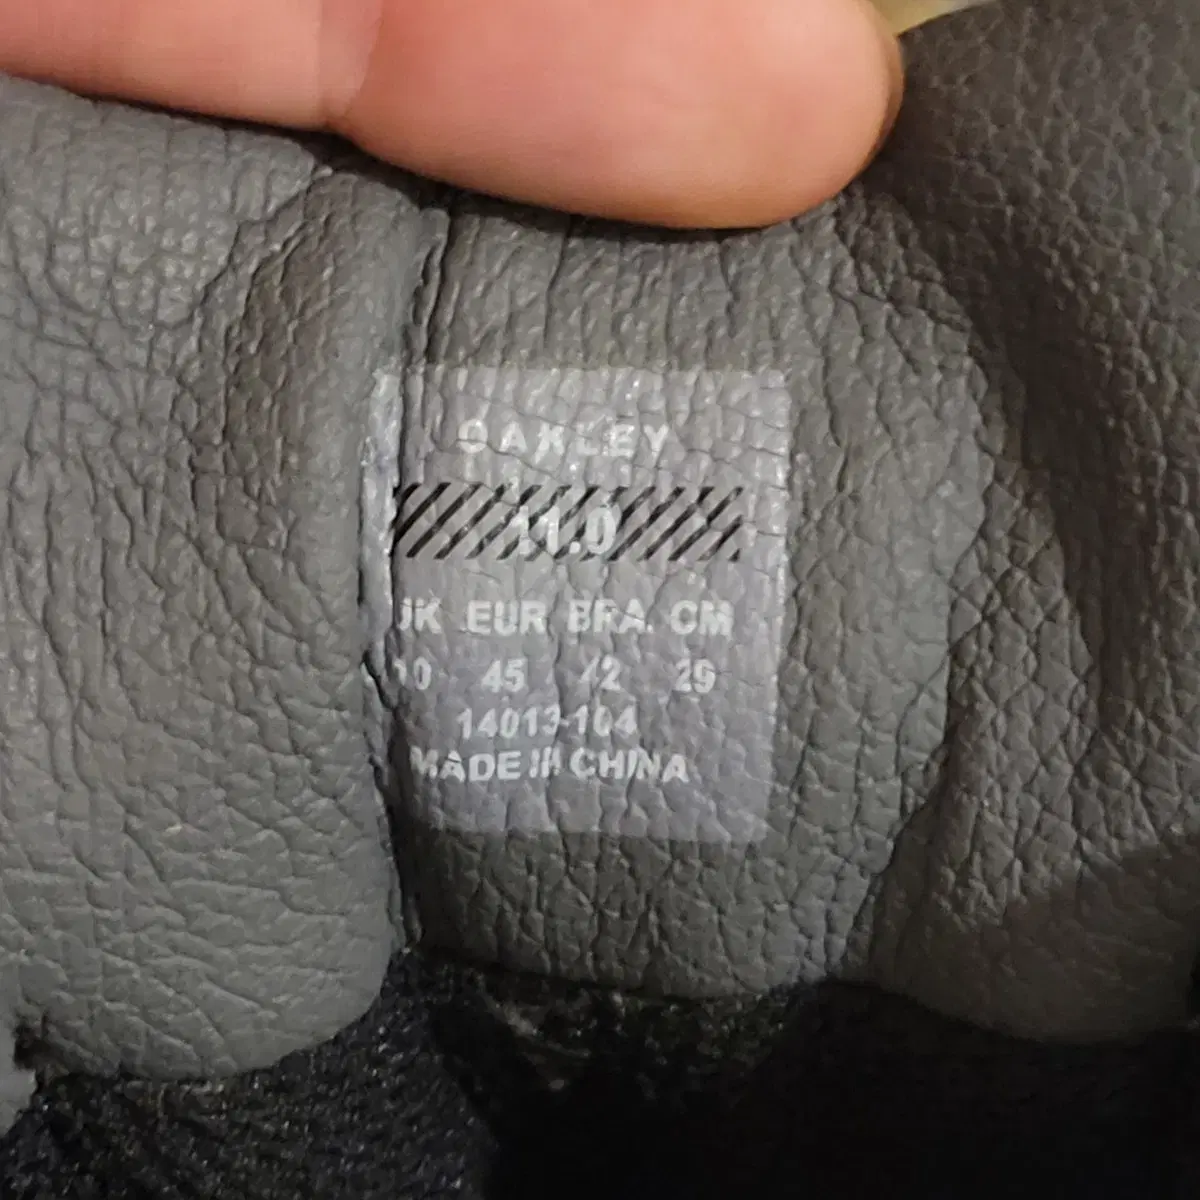 OAKLEY
11.0
UK EUR BRA CM
10 45 42 29
14013-104
MADE IN CHINA